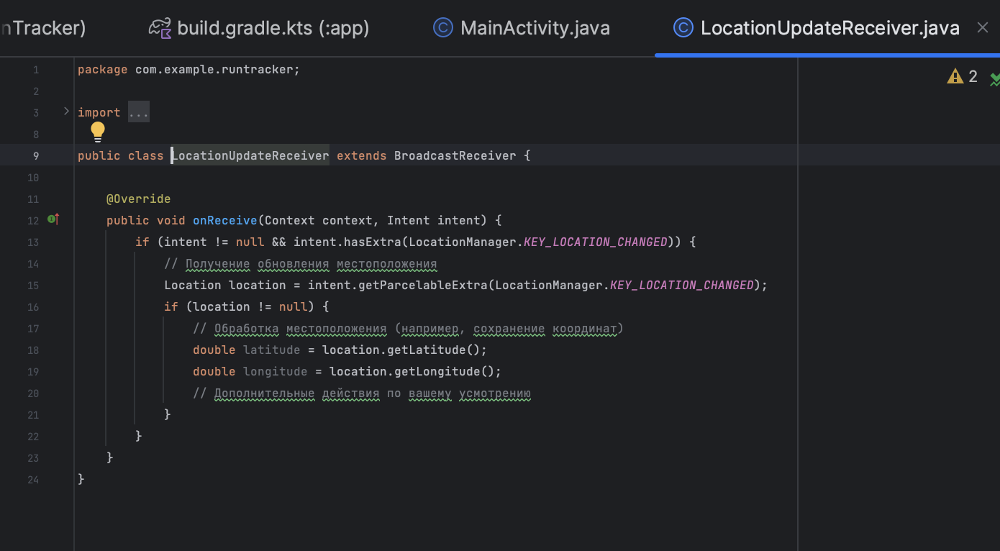 nTracker)
build.gradle.kts (:app)
MainActivity.java
LocationUpdateReceiver.java
2
1 package com.example.runtracker;
2
3 import ...
8
9 public class LocationUpdateReceiver extends BroadcastReceiver {
10
11 @Override
12 public void onReceive(Context context, Intent intent) {
13 if (intent != null && intent.hasExtra(LocationManager.KEY_LOCATION_CHANGED)) {
14 // Получение обновления местоположения
15 Location location = intent.getParcelableExtra(LocationManager.KEY_LOCATION_CHANGED);
16 if (location != null) {
17 // Обработка местоположения (например, сохранение координат)
18 double latitude = location.getLatitude();
19 double longitude = location.getLongitude();
20 // Дополнительные действия по вашему усмотрению
21 }
22 }
23 }
24 }